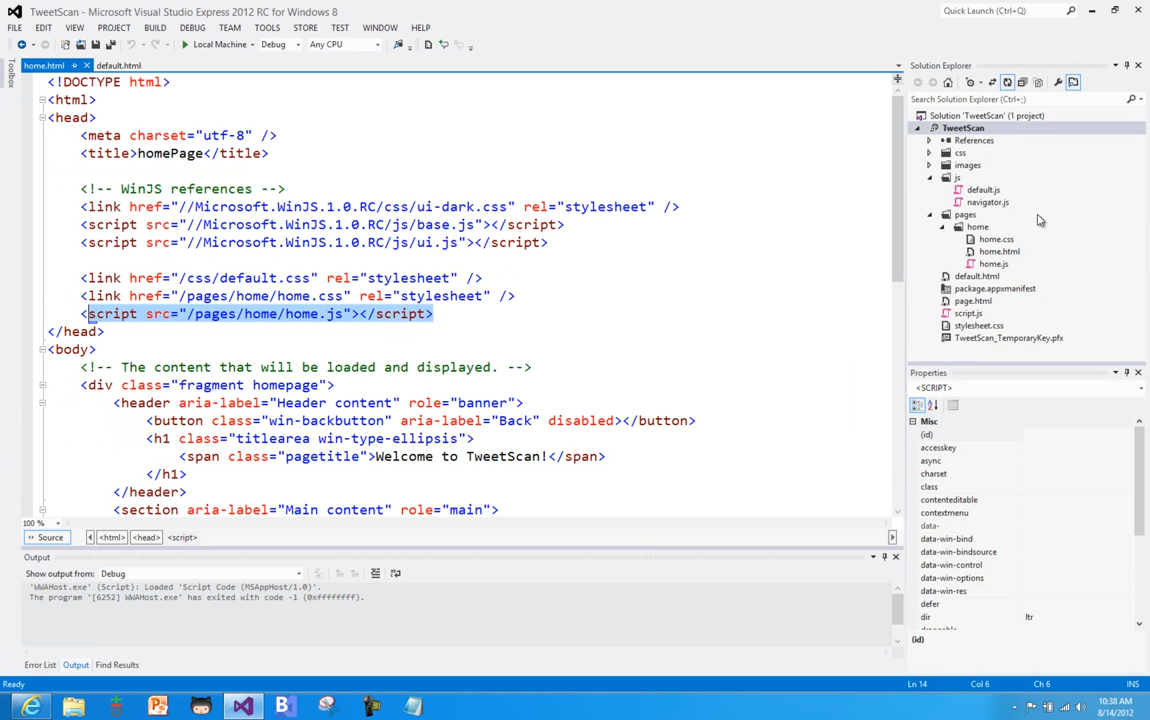 TweetScan - Microsoft Visual Studio Express 2012 RC for Windows 8
Quick Launch (Ctrl+Q)
FILE EDIT VIEW PROJECT BUILD DEBUG TEAM TOOLS STORE TEST WINDOW HELP
Local Machine Debug Any CPU
Toolbox
home.html default.html
<!DOCTYPE html>
<html>
<head>
<meta charset="utf-8" />
<title>homePage</title>
<!-- WinJS references -->
<link href="//Microsoft.WinJS.1.0.RC/css/ui-dark.css" rel="stylesheet" />
<script src="//Microsoft.WinJS.1.0.RC/js/base.js"></script>
<script src="//Microsoft.WinJS.1.0.RC/js/ui.js"></script>
<link href="/css/default.css" rel="stylesheet" />
<link href="/pages/home/home.css" rel="stylesheet" />
<script src="/pages/home/home.js"></script>
</head>
<body>
<!-- The content that will be loaded and displayed. -->
<div class="fragment homepage">
<header aria-label="Header content" role="banner">
<button class="win-backbutton" aria-label="Back" disabled></button>
<h1 class="titlearea win-type-ellipsis">
<span class="pagetitle">Welcome to TweetScan!</span>
</h1>
</header>
<section aria-label="Main content" role="main">
100 %
Source <html> <head> <script>
Output
Show output from: Debug
'WWAHost.exe' (Script): Loaded 'Script Code (MSAppHost/1.0)'.
The program '[6252] WWAHost.exe' has exited with code -1 (0xffffffff).
Error List Output Find Results
Solution Explorer
Search Solution Explorer (Ctrl+;)
Solution 'TweetScan' (1 project)
TweetScan
References
css
images
js
default.js
navigator.js
pages
home
home.css
home.html
home.js
default.html
package.appxmanifest
page.html
script.js
stylesheet.css
TweetScan_TemporaryKey.pfx
Properties
<SCRIPT>
Misc
(id)
accesskey
async
charset
class
contenteditable
contextmenu
data-
data-win-bind
data-win-bindsource
data-win-control
data-win-options
data-win-res
defer
dir ltr
(id)
Ready Ln 14 Col 6 Ch 6 INS
10:38 AM
8/14/2012